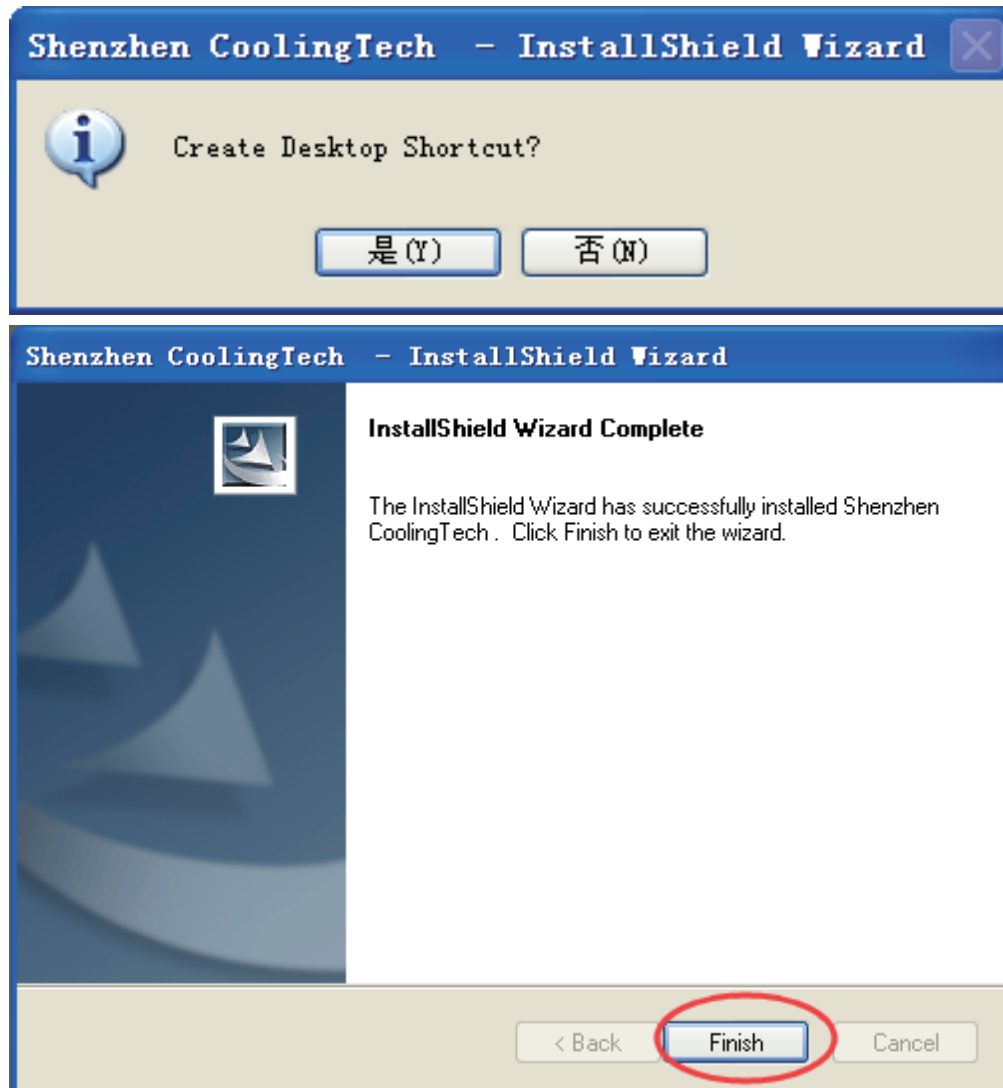 Shenzhen CoolingTech - InstallShield Wizard
Create Desktop Shortcut?
是(Y) 否(N)
Shenzhen CoolingTech - InstallShield Wizard
InstallShield Wizard Complete
The InstallShield Wizard has successfully installed Shenzhen
CoolingTech . Click Finish to exit the wizard.
< Back Finish Cancel